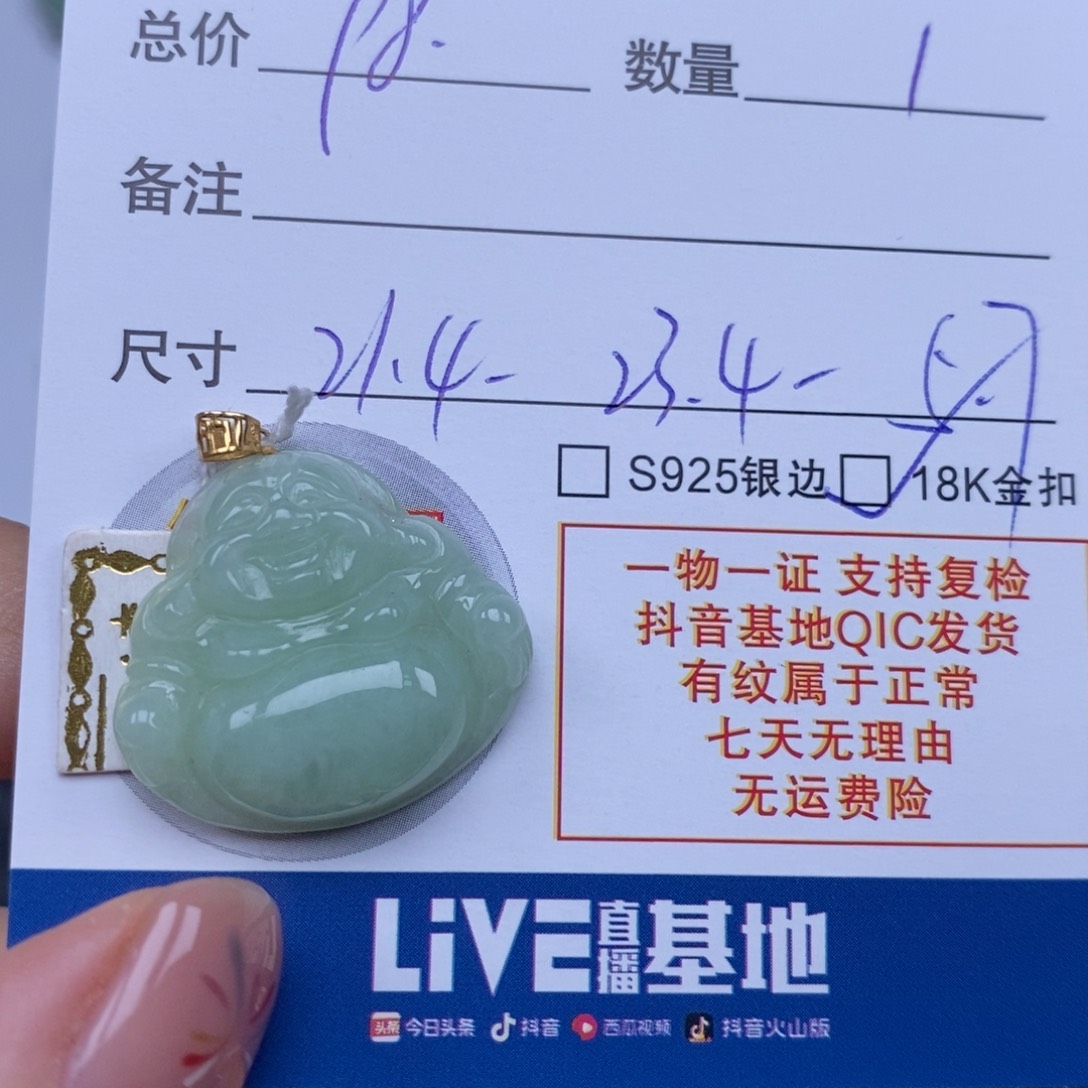 总价 数量 1
备注
尺寸 21.4- 23.4-
S925银边 18K金扣
一物一证 支持复检
抖音基地QIC发货
有纹属于正常
七天无理由
无运费险
LiVE直播基地
头条 今日头条 抖音 西瓜视频 抖音火山版